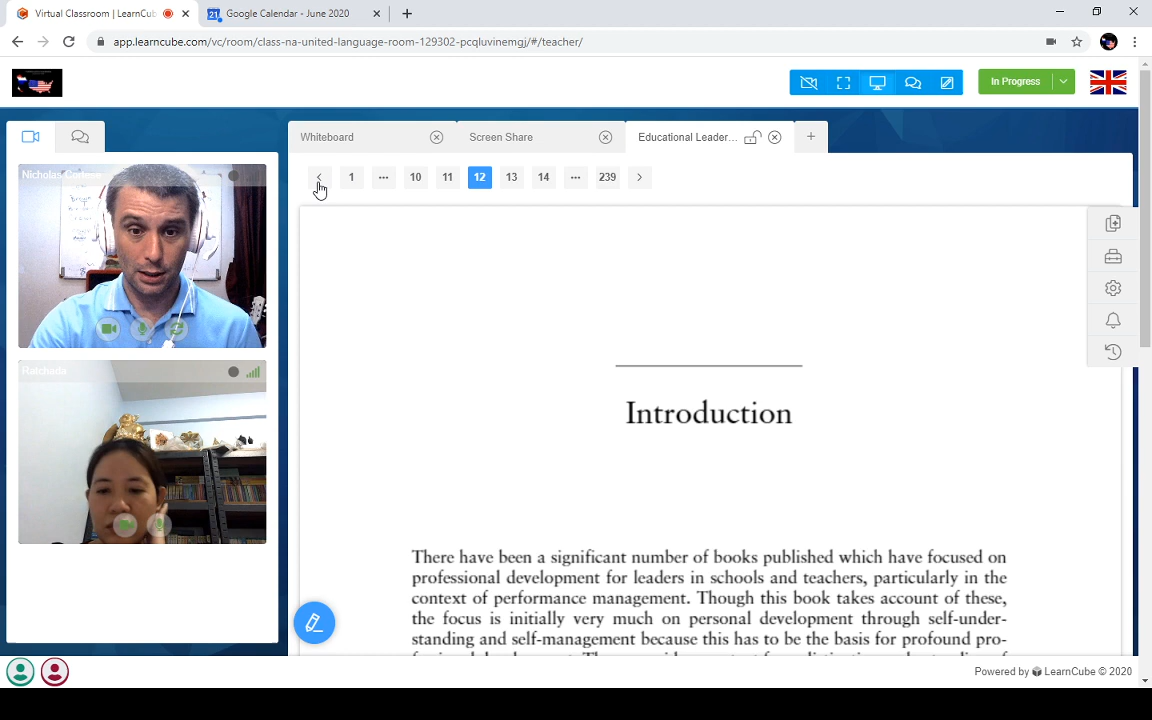 Virtual Classroom | LearnCub
Google Calendar - June 2020
app.learncube.com/vc/room/class-na-united-language-room-129302-pcqluvinemgj/#/teacher/
In Progress
Whiteboard
Screen Share
Educational Leader...
1 ... 10 11 12 13 14 ... 239
Ratchada
Introduction
There have been a significant number of books published which have focused on
professional development for leaders in schools and teachers, particularly in the
context of performance management. Though this book takes account of these,
the focus is initially very much on personal development through self-under-
standing and self-management because this has to be the basis for profound pro-
Powered by LearnCube © 2020